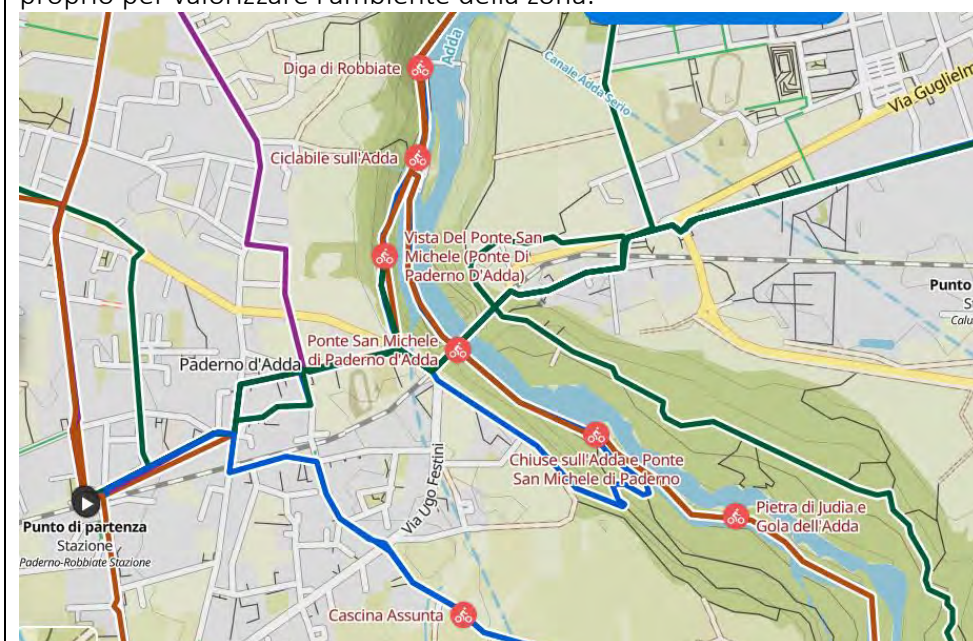 proprio per valorizzare l'ambiente della zona.
Diga di Robbiate
Adda
Canale Adda Serio
Via Guglielm
Ciclabile sull'Adda
Vista Del Ponte San
Michele (Ponte Di
Paderno D'Adda)
Punto
S
Calu
Ponte San Michele
di Paderno d'Adda
Paderno d'Adda
Chiuse sull'Adda e Ponte
San Michele di Paderno
Via Ugo Festini
Pietra di Judia e
Gola dell'Adda
Punto di partenza
Stazione
Paderno-Robbiate Stazione
Cascina Assunta